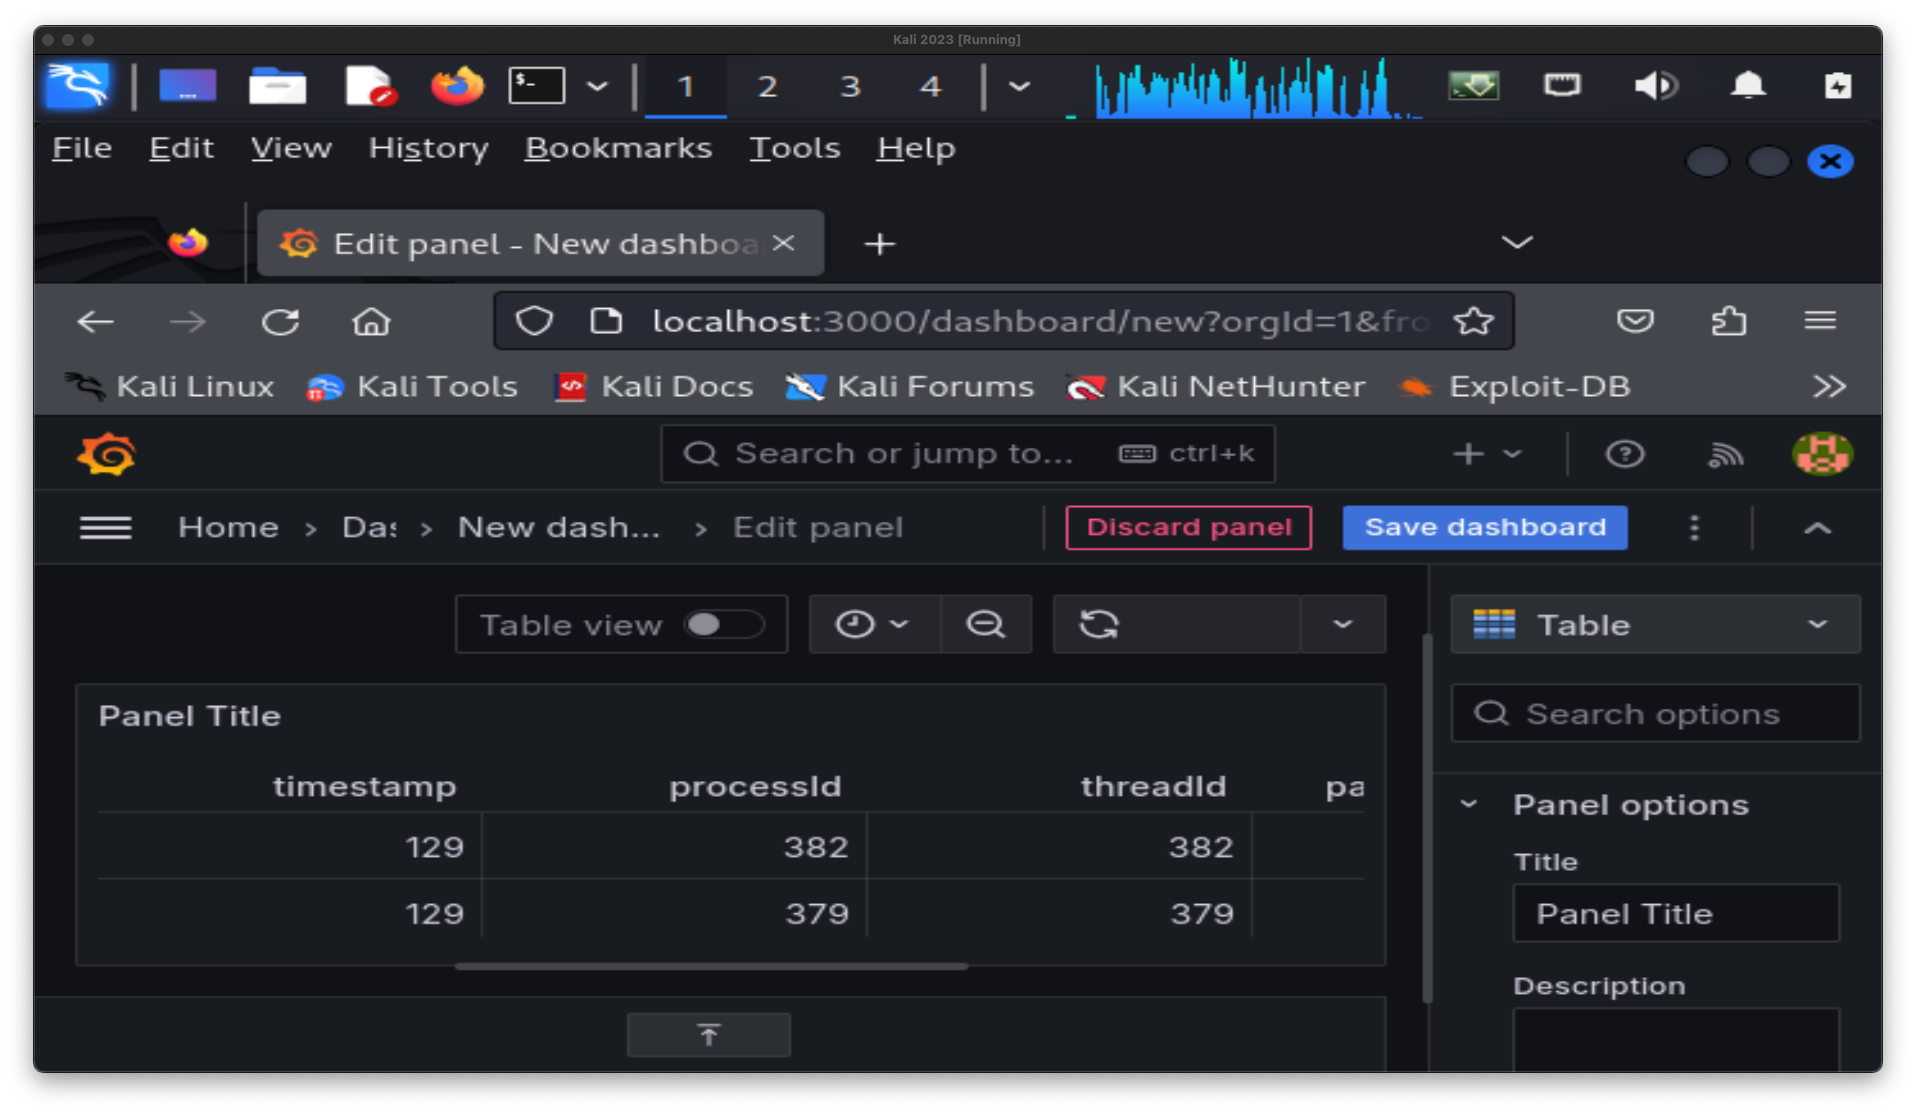 Kali 2023 [Running]
$-
1 2 3 4
File Edit View History Bookmarks Tools Help
Edit panel - New dashboa
localhost:3000/dashboard/new?orgId=1&fro
Kali Linux Kali Tools Kali Docs Kali Forums Kali NetHunter Exploit-DB
Search or jump to... ctrl+k
Home › Das › New dash... › Edit panel Discard panel Save dashboard
Table view Table
Panel Title Search options
timestamp processId threadId pa
Panel options
129 382 382
Title
129 379 379
Panel Title
Description